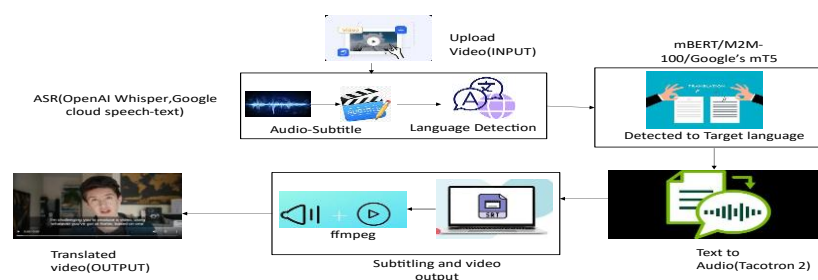 Upload
Video(INPUT)
mBERT/M2M-
100/Google's mT5
ASR(OpenAI Whisper,Google
cloud speech-text)
Audio-Subtitle
Language Detection
Detected to Target language
SRT
ffmpeg
Translated
video(OUTPUT)
Subtitling and video
output
Text to
Audio(Tacotron 2)